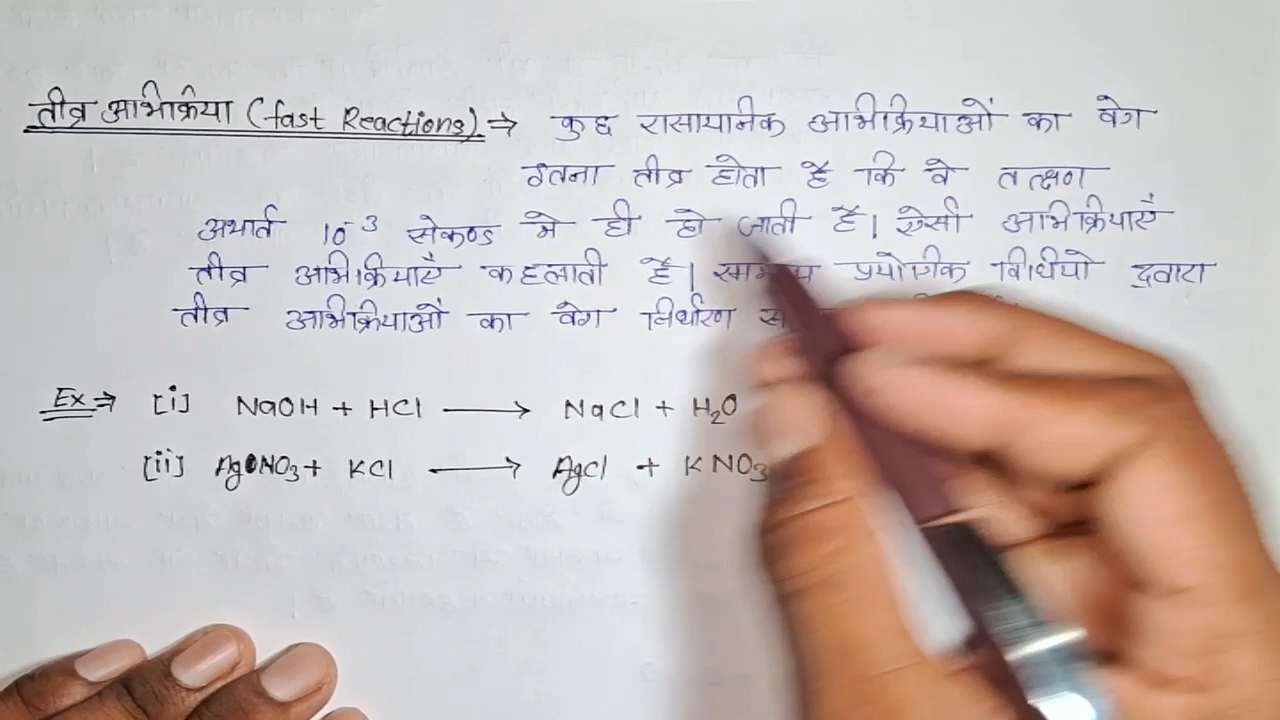 तीव्र अभिक्रिया (fast Reactions) → कुछ रासायनिक अभिक्रियाओं का वेग
इतना तीव्र होता है कि वे तत्क्षण
अथार्त 10⁻³ सेकण्ड मे ही हो जाती है। ऐसी अभिक्रियाएँ
तीव्र अभिक्रियाएँ कहलाती है। प्रयोगिक विधियो द्वारा
तीव्र अभिक्रियाओं का वेग निर्धारण
Ex ⇒ [i] NaOH + HCl ⟶ NaCl + H₂O
[ii] AgNO₃ + KCl ⟶ AgCl + KNO₃